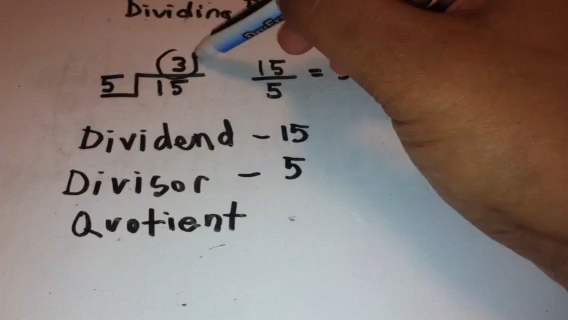 Dividing
(3)
5 15
15
5 =
Dividend - 15
Divisor - 5
Quotient